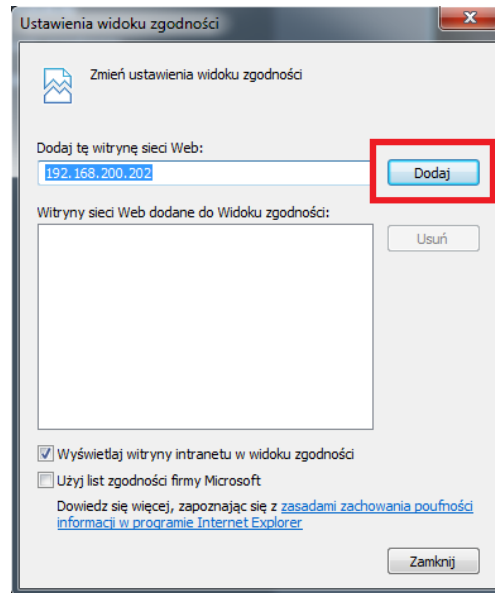 Ustawienia widoku zgodności
Zmień ustawienia widoku zgodności
Dodaj tę witrynę sieci Web:
192.168.200.202
Dodaj
Witryny sieci Web dodane do Widoku zgodności:
Usuń
Wyświetlaj witryny intranetu w widoku zgodności
Użyj list zgodności firmy Microsoft
Dowiedz się więcej, zapoznając się z zasadami zachowania poufności
informacji w programie Internet Explorer
Zamknij